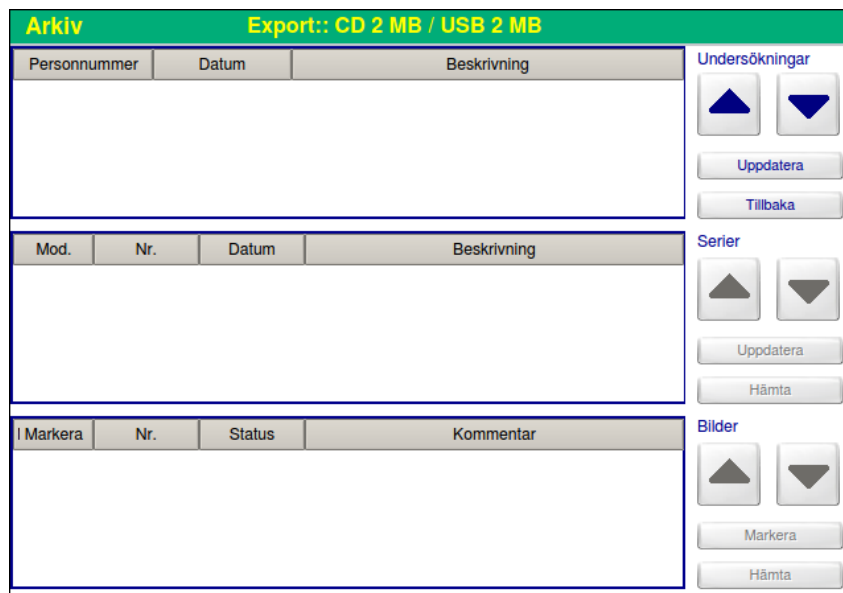 Arkiv Export:: CD 2 MB / USB 2 MB
Personnummer Datum Beskrivning
Undersökningar
Uppdatera
Tillbaka
Mod. Nr. Datum Beskrivning
Serier
Uppdatera
Hämta
Markera Nr. Status Kommentar
Bilder
Markera
Hämta